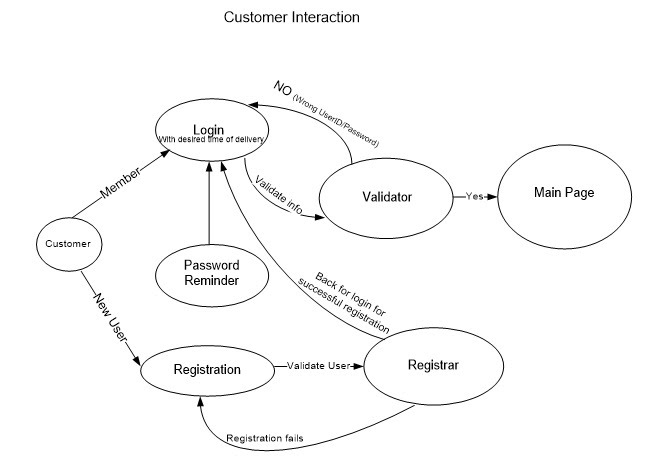 Customer Interaction
NO (Wrong UserID/Password)
Login
With desired time of delivery
Member
Validate info
Validator
Yes
Main Page
Customer
Password
Reminder
New User
Back for login for
successful registration
Registration
Validate User
Registrar
Registration fails